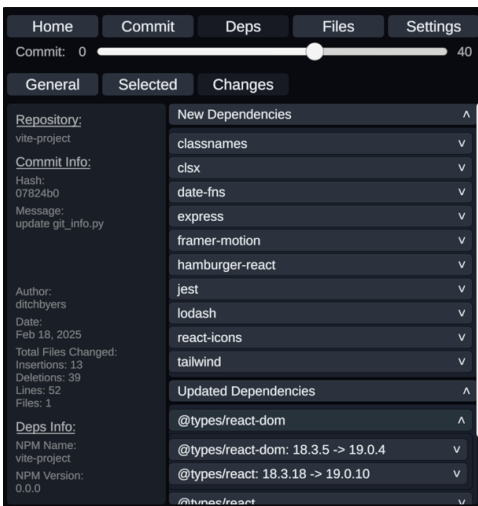 Home Commit Deps Files Settings
Commit: 0 40
General Selected Changes
Repository:
vite-project
Commit Info:
Hash:
07824b0
Message:
update git_info.py
Author:
ditchbyers
Date:
Feb 18, 2025
Total Files Changed:
Insertions: 13
Deletions: 39
Lines: 52
Files: 1
Deps Info:
NPM Name:
vite-project
NPM Version:
0.0.0
New Dependencies ʌ
classnames v
clsx v
date-fns v
express v
framer-motion v
hamburger-react v
jest v
lodash v
react-icons v
tailwind v
Updated Dependencies ʌ
@types/react-dom ʌ
@types/react-dom: 18.3.5 -> 19.0.4 v
@types/react: 18.3.18 -> 19.0.10 v
@types/react v